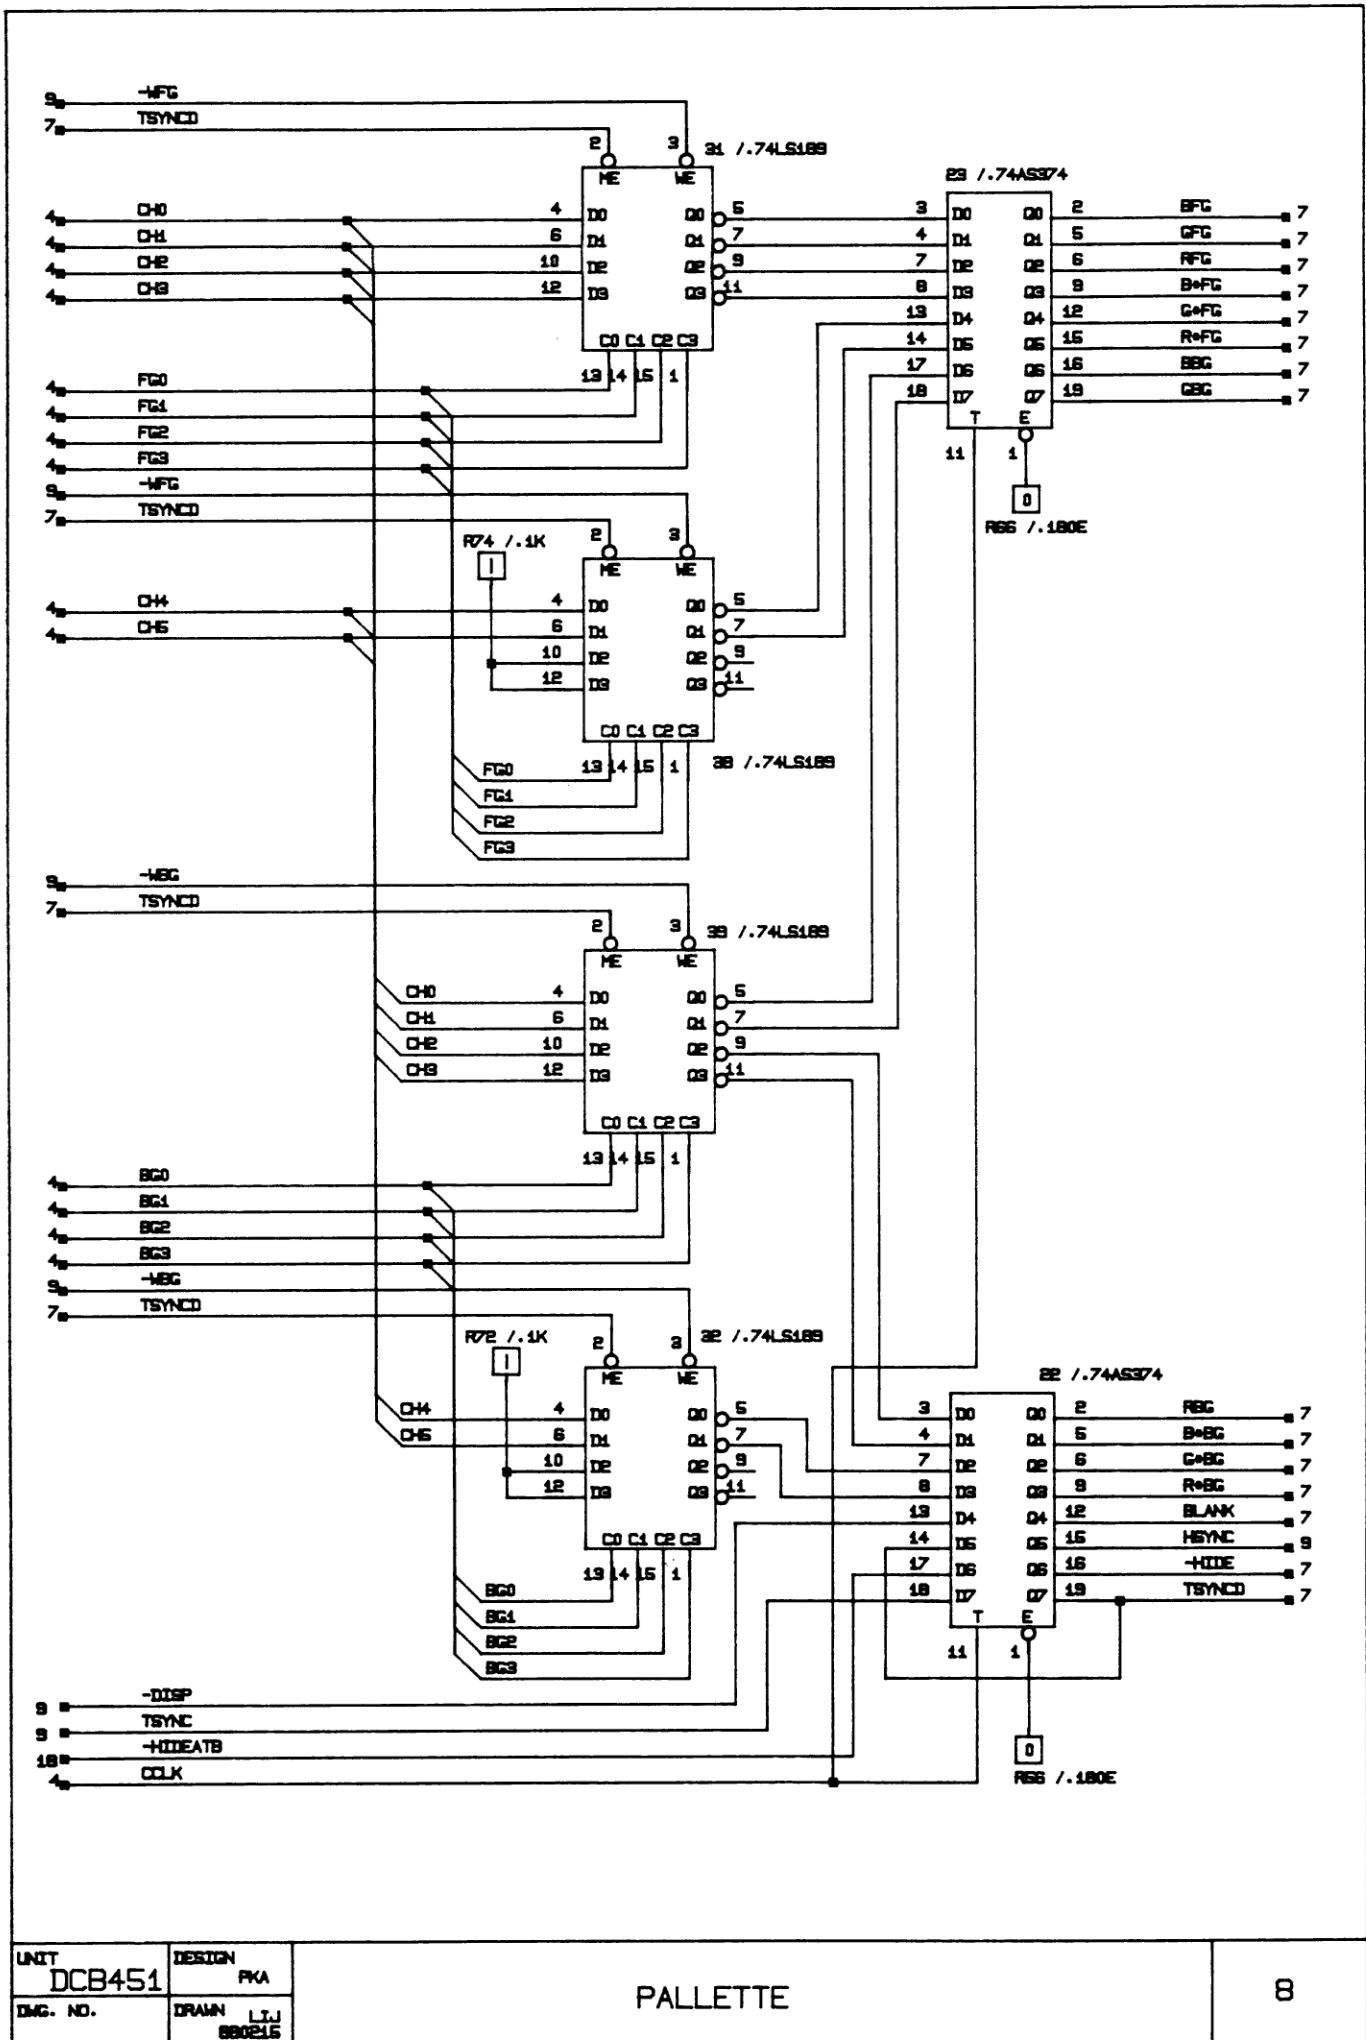 9 -WFG
7 TSYNCD
2 3 31 /.74LS189
ME WE
23 /.74AS374
4 CH0 4 D0 Q0 5 3 D0 Q0 2 BFG 7
4 CH1 6 D1 Q1 7 4 D1 Q1 5 GFG 7
4 CH2 10 D2 Q2 9 7 D2 Q2 6 RFG 7
4 CH3 12 D3 Q3 11 8 D3 Q3 9 B*FG 7
13 D4 Q4 12 G*FG 7
C0 C1 C2 C3 14 D5 Q5 15 R*FG 7
13 14 15 1 17 D6 Q6 16 BBG 7
4 FG0 18 D7 Q7 19 GBG 7
4 FG1 T E
4 FG2
4 FG3 11 1
9 -WFG 0
7 TSYNCD R66 /.180E
R74 /.1K 2 3
1 ME WE
4 CH4 4 D0 Q0 5
4 CH5 6 D1 Q1 7
10 D2 Q2 9
12 D3 Q3 11
C0 C1 C2 C3
FG0 13 14 15 1 38 /.74LS189
FG1
FG2
FG3
9 -WBG
7 TSYNCD
2 3 39 /.74LS189
ME WE
CH0 4 D0 Q0 5
CH1 6 D1 Q1 7
CH2 10 D2 Q2 9
CH3 12 D3 Q3 11
C0 C1 C2 C3
13 14 15 1
4 BG0
4 BG1
4 BG2
4 BG3
9 -WBG
7 TSYNCD
R72 /.1K 2 3 32 /.74LS189
1 ME WE 22 /.74AS374
CH4 4 D0 Q0 5 3 D0 Q0 2 RBG 7
CH5 6 D1 Q1 7 4 D1 Q1 5 B*BG 7
10 D2 Q2 9 7 D2 Q2 6 G*BG 7
12 D3 Q3 11 8 D3 Q3 9 R*BG 7
13 D4 Q4 12 BLANK 7
C0 C1 C2 C3 14 D5 Q5 15 HSYNC 9
13 14 15 1 17 D6 Q6 16 -HIDE 7
BG0 18 D7 Q7 19 TSYNCD 7
BG1 T E
BG2 11 1
BG3
9 -DISP
9 TSYNC
18 -HIDEATB 0
4 CCLK R56 /.180E
UNIT DCB451
DESIGN PKA
DWG. NO.
DRAWN LIJ
880215
PALLETTE
8